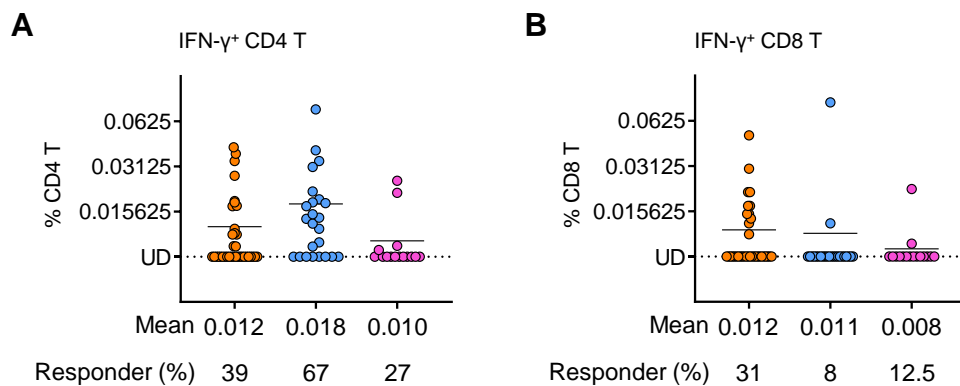 A
IFN-γ⁺ CD4 T
% CD4 T
0.0625
0.03125
0.015625
UD
Mean 0.012 0.018 0.010
Responder (%) 39 67 27
B
IFN-γ⁺ CD8 T
% CD8 T
0.0625
0.03125
0.015625
UD
Mean 0.012 0.011 0.008
Responder (%) 31 8 12.5